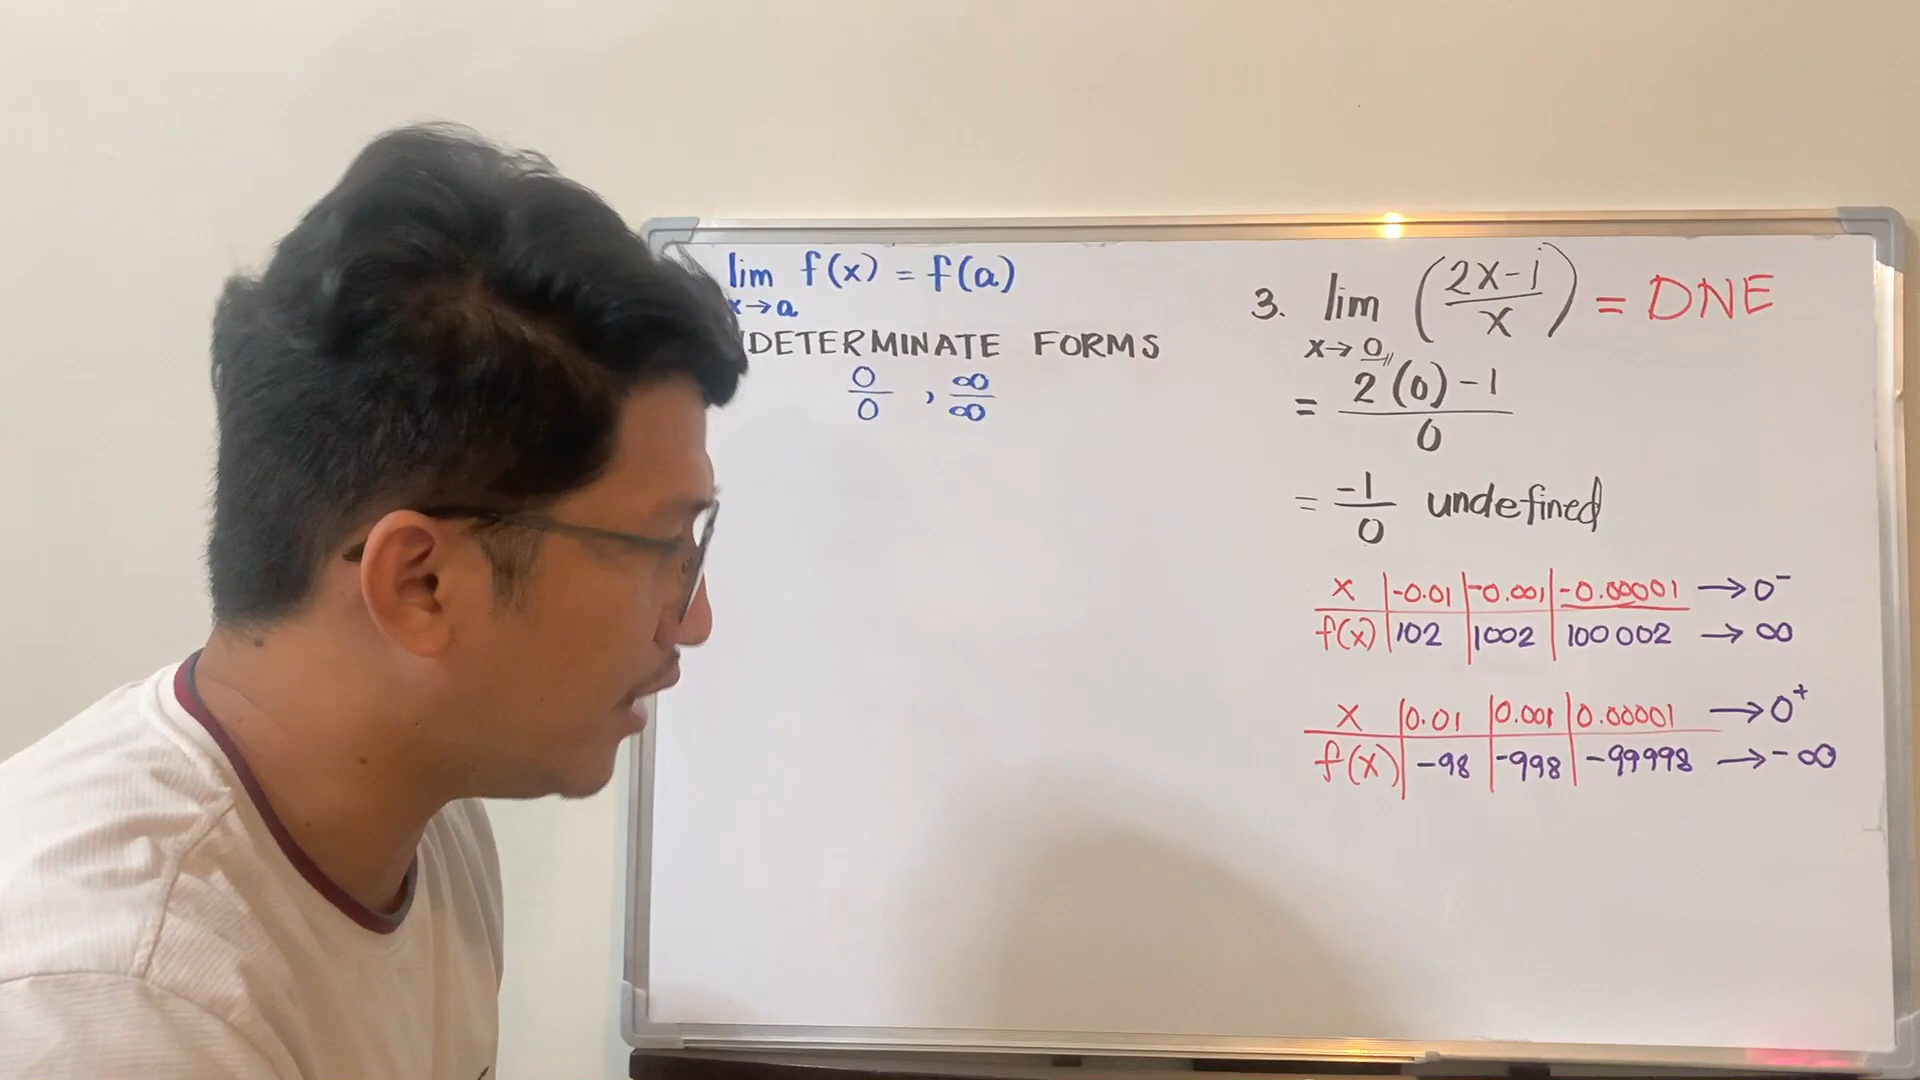 lim f(x) = f(a)
x→a
NDETERMINATE FORMS
0/0 , ∞/∞
3. lim (2x-1/x) = DNE
x→0
= 2(0)-1/0
= -1/0 undefined
x | -0.01 | -0.001 | -0.00001 → 0⁻
f(x) | 102 | 1002 | 100002 → ∞
x | 0.01 | 0.001 | 0.00001 → 0⁺
f(x) | -98 | -998 | -99998 → -∞